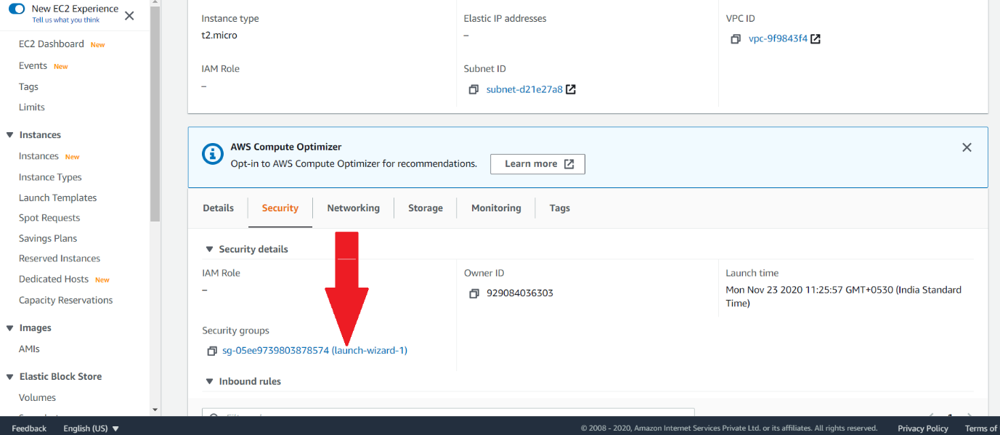 New EC2 Experience
Tell us what you think
EC2 Dashboard New
Events New
Tags
Limits
Instances
Instances New
Instance Types
Launch Templates
Spot Requests
Savings Plans
Reserved Instances
Dedicated Hosts New
Capacity Reservations
Images
AMIs
Elastic Block Store
Volumes
Instance type
t2.micro
IAM Role
–
Elastic IP addresses
–
Subnet ID
subnet-d21e27a8
VPC ID
vpc-9f9843f4
AWS Compute Optimizer
Opt-in to AWS Compute Optimizer for recommendations. Learn more
Details Security Networking Storage Monitoring Tags
Security details
IAM Role
–
Owner ID
929084036303
Launch time
Mon Nov 23 2020 11:25:57 GMT+0530 (India Standard
Time)
Security groups
sg-05ee9739803878574 (launch-wizard-1)
Inbound rules
Feedback English (US) © 2008 - 2020, Amazon Internet Services Private Ltd. or its affiliates. All rights reserved. Privacy Policy Terms of